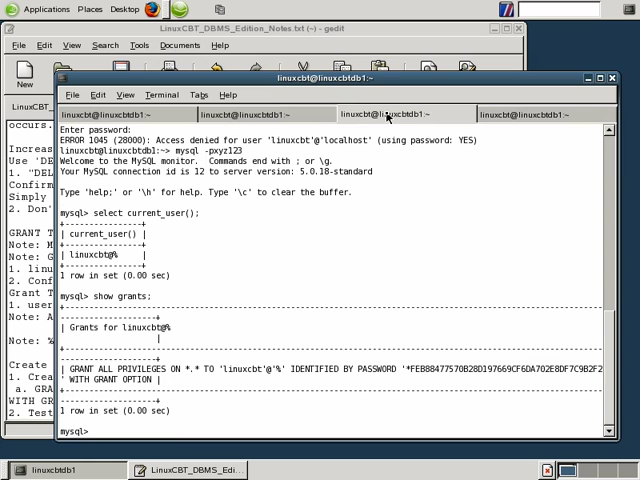 Applications Places Desktop
LinuxCBT_DBMS_Edition_Notes.txt (~) - gedit
File Edit View Search Tools Documents Help
New
linuxcbt@linuxcbtdb1:~
File Edit View Terminal Tabs Help
LinuxCBT_D
linuxcbt@linuxcbtdb1:~ linuxcbt@linuxcbtdb1:~ linuxcbt@linuxcbtdb1:~ linuxcbt@linuxcbtdb1:~
occurs.
Increas
Use 'DE
1. "DEL
Confirm
Simply
2. Don'
GRANT T
Note: M
Note: G
1. linu
2. Conf
Grant T
1. user
Note: A
Note: %
Create
1. Crea
a. GRA
WITH GR
2. Test
Enter password:
ERROR 1045 (28000): Access denied for user 'linuxcbt'@'localhost' (using password: YES)
linuxcbt@linuxcbtdb1:~> mysql -pxyz123
Welcome to the MySQL monitor.  Commands end with ; or \g.
Your MySQL connection id is 12 to server version: 5.0.18-standard
Type 'help;' or '\h' for help. Type '\c' to clear the buffer.
mysql> select current_user();
+----------------+
| current_user() |
+----------------+
| linuxcbt@%     |
+----------------+
1 row in set (0.00 sec)
mysql> show grants;
| Grants for linuxcbt@%
|
| GRANT ALL PRIVILEGES ON *.* TO 'linuxcbt'@'%' IDENTIFIED BY PASSWORD '*FEB88477570B28D197669CF6DA702E8DF7C9B2F2
' WITH GRANT OPTION |
1 row in set (0.00 sec)
mysql>
linuxcbtdb1
LinuxCBT_DBMS_Edi...